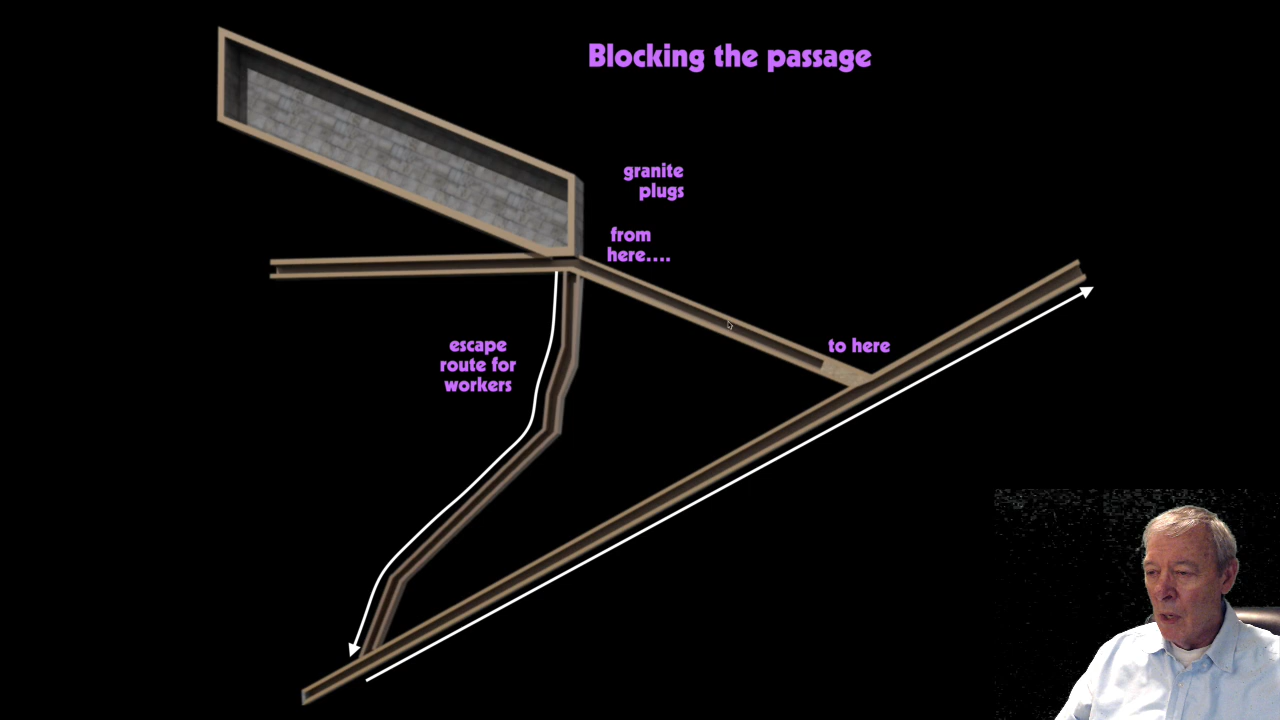 Blocking the passage
granite
plugs
from
here....
to here
escape
route for
workers